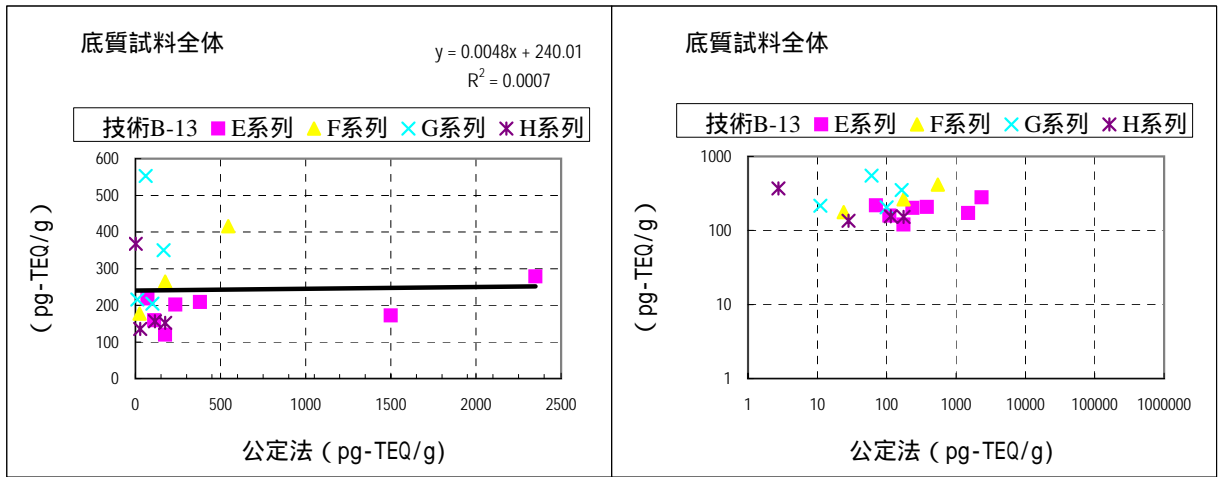 底質試料全体
y = 0.0048x + 240.01
R² = 0.0007
技術B-13 E系列 F系列 G系列 H系列
600
500
400
300
200
100
0
0 500 1000 1500 2000 2500
(pg-TEQ/g)
公定法(pg-TEQ/g)
底質試料全体
技術B-13 E系列 F系列 G系列 H系列
1000
100
10
1
1 10 100 1000 10000 100000 1000000
(pg-TEQ/g)
公定法(pg-TEQ/g)